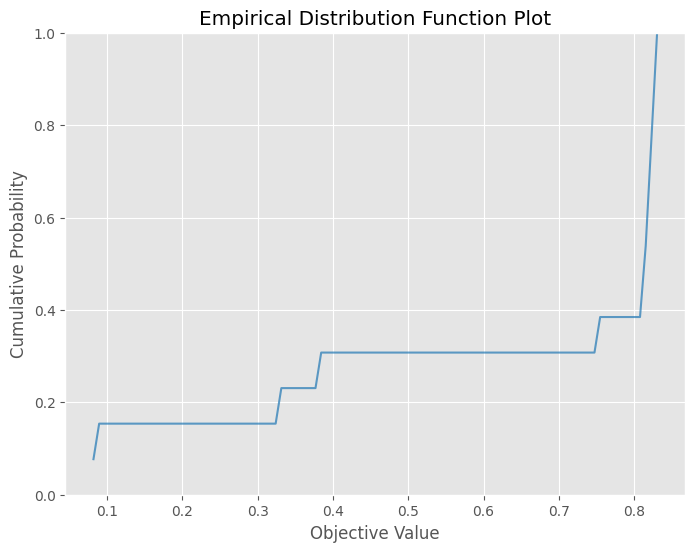 Empirical Distribution Function Plot
1.0
0.8
0.6
0.4
0.2
0.0
Cumulative Probability
0.1 0.2 0.3 0.4 0.5 0.6 0.7 0.8
Objective Value